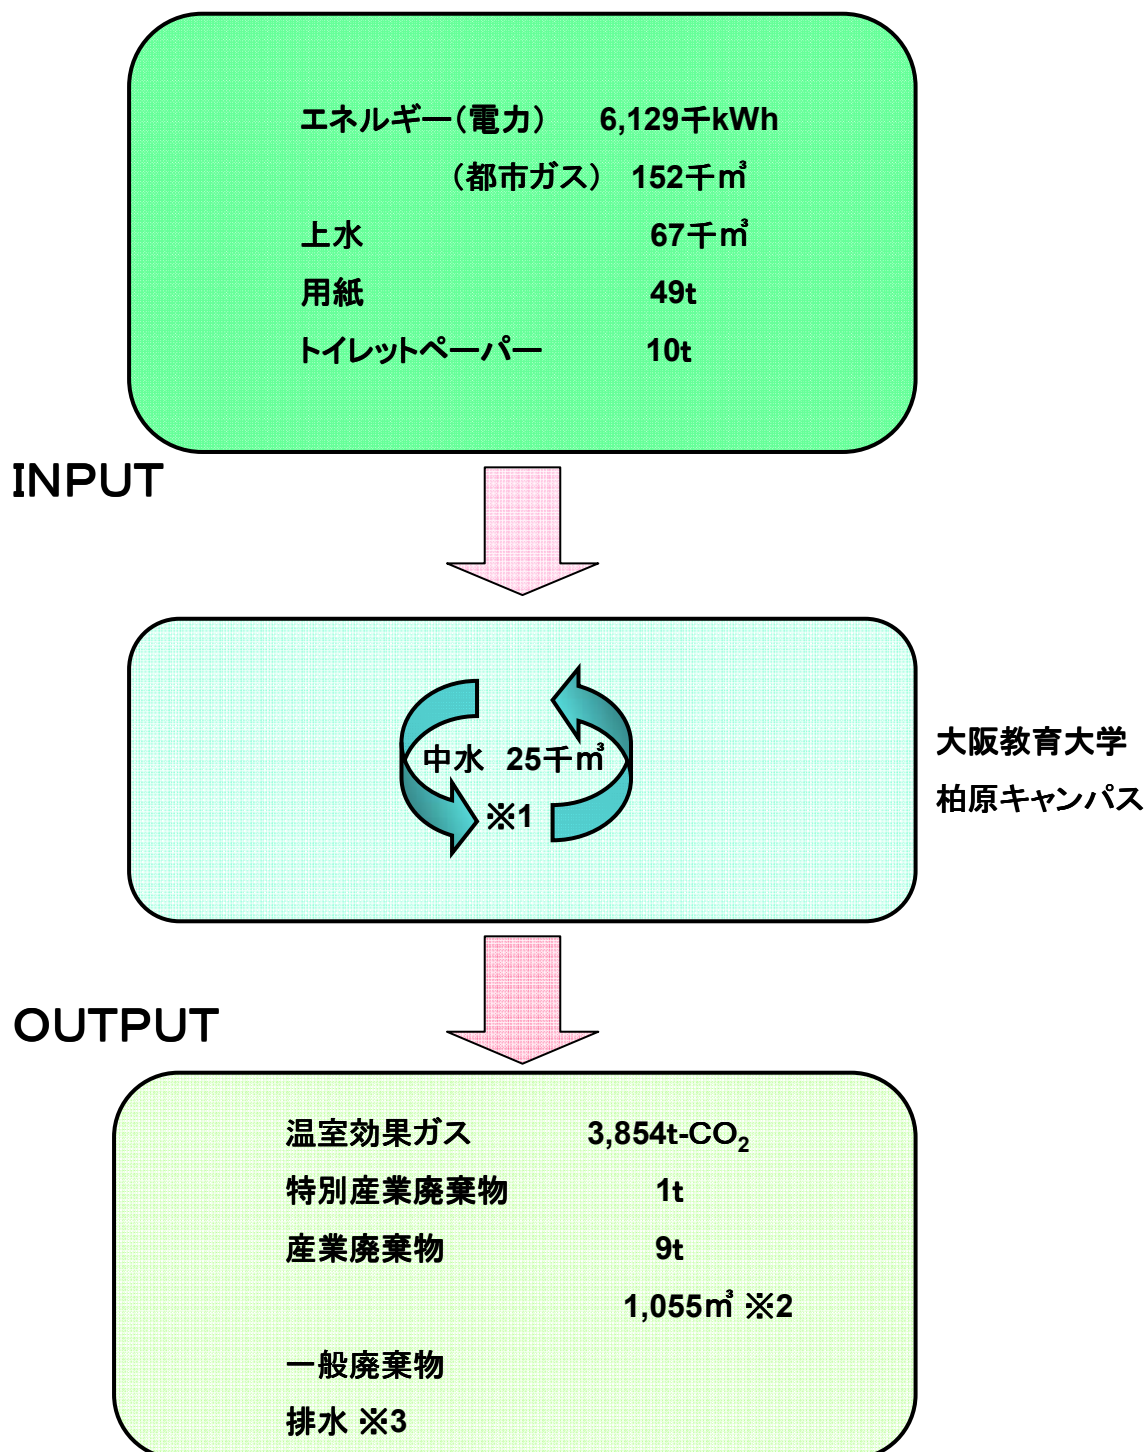 エネルギー（電力） 6,129千kWh
（都市ガス） 152千㎥
上水 67千㎥
用紙 49t
トイレットペーパー 10t
INPUT
中水 25千㎥
※1
大阪教育大学
柏原キャンパス
OUTPUT
温室効果ガス 3,854t-CO₂
特別産業廃棄物 1t
産業廃棄物 9t
1,055㎥ ※2
一般廃棄物
排水 ※3